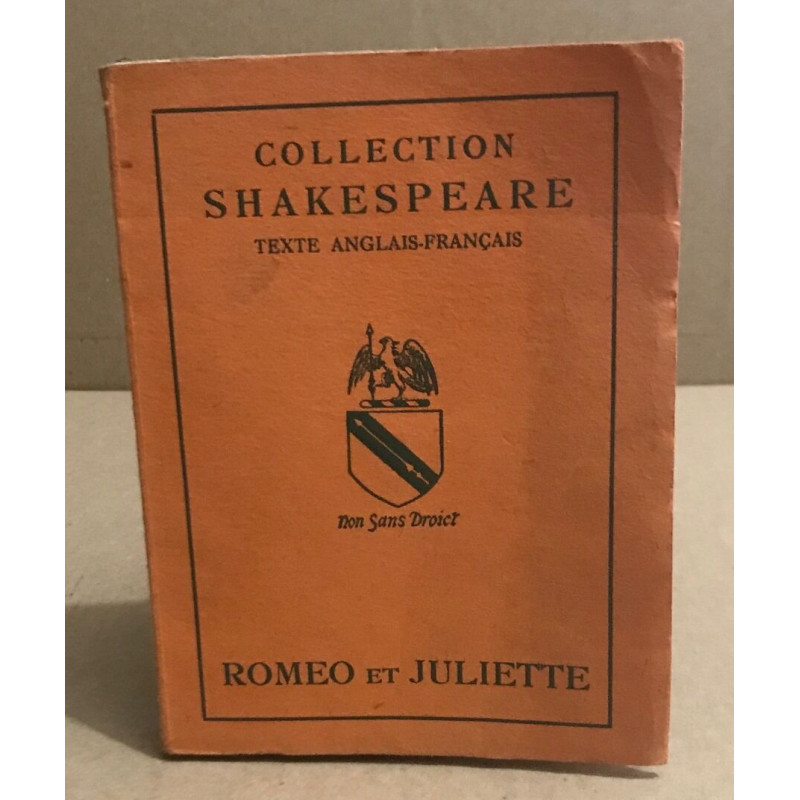 COLLECTION
SHAKESPEARE
TEXTE ANGLAIS-FRANÇAIS
Non Sans Droict
ROMEO ET JULIETTE